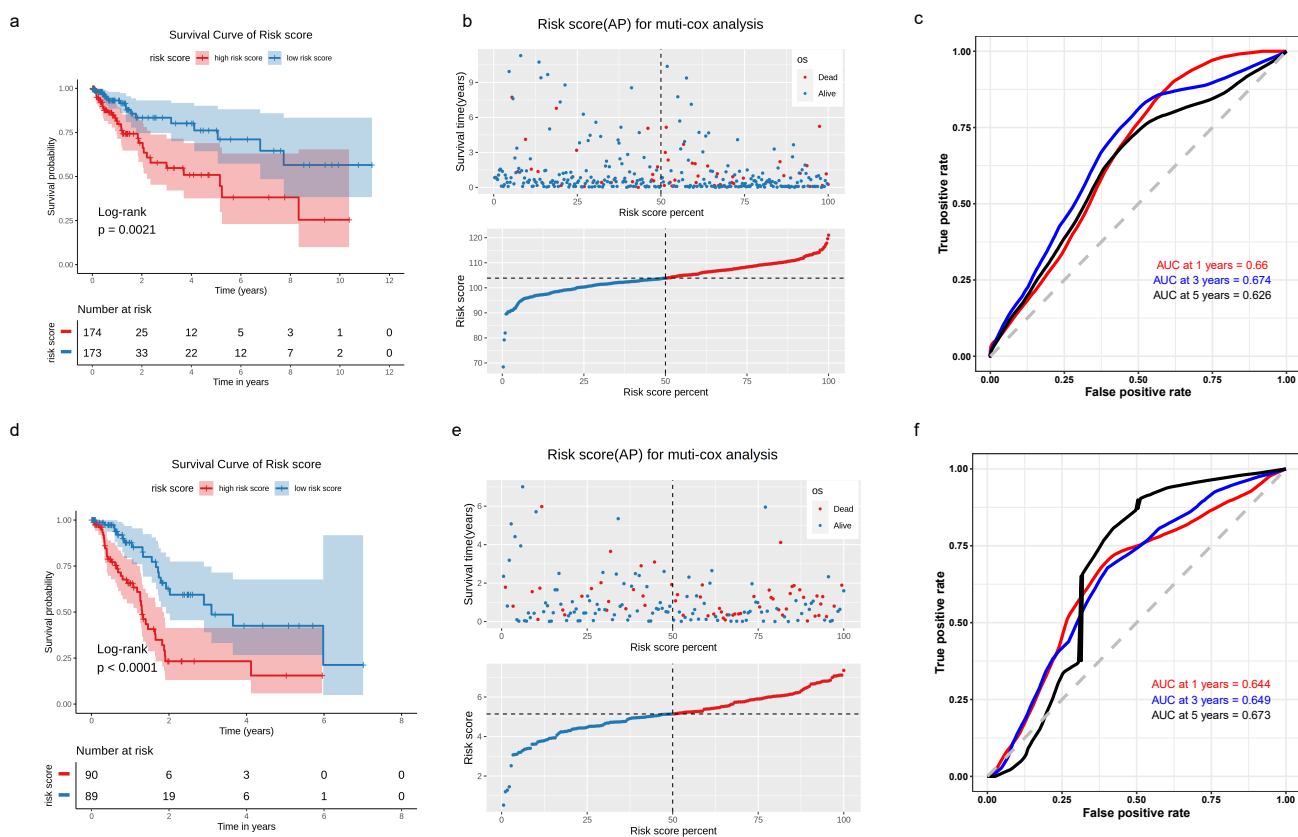 a
Survival Curve of Risk score
risk score high risk score low risk score
Survival probability
1.00
0.75
0.50
0.25
0.00
Log-rank
p = 0.0021
0 2 4 6 8 10 12
Time (years)
Number at risk
risk score
174 25 12 5 3 1 0
173 33 22 12 7 2 0
0 2 4 6 8 10 12
Time in years
b
Risk score(AP) for muti-cox analysis
Survival time(years)
9
6
3
0
os
Dead
Alive
0 25 50 75 100
Risk score percent
Risk score
120
110
100
90
80
70
0 25 50 75 100
Risk score percent
c
True positive rate
1.00
0.75
0.50
0.25
0.00
AUC at 1 years = 0.66
AUC at 3 years = 0.674
AUC at 5 years = 0.626
0.00 0.25 0.50 0.75 1.00
False positive rate
d
Survival Curve of Risk score
risk score high risk score low risk score
Survival probability
1.00
0.75
0.50
0.25
0.00
Log-rank
p < 0.0001
0 2 4 6 8
Time (years)
Number at risk
risk score
90 6 3 0 0
89 19 6 1 0
0 2 4 6 8
Time in years
e
Risk score(AP) for muti-cox analysis
Survival time(years)
6
4
2
0
os
Dead
Alive
0 25 50 75 100
Risk score percent
Risk score
6
4
2
0 25 50 75 100
Risk score percent
f
True positive rate
1.00
0.75
0.50
0.25
0.00
AUC at 1 years = 0.644
AUC at 3 years = 0.649
AUC at 5 years = 0.673
0.00 0.25 0.50 0.75 1.00
False positive rate